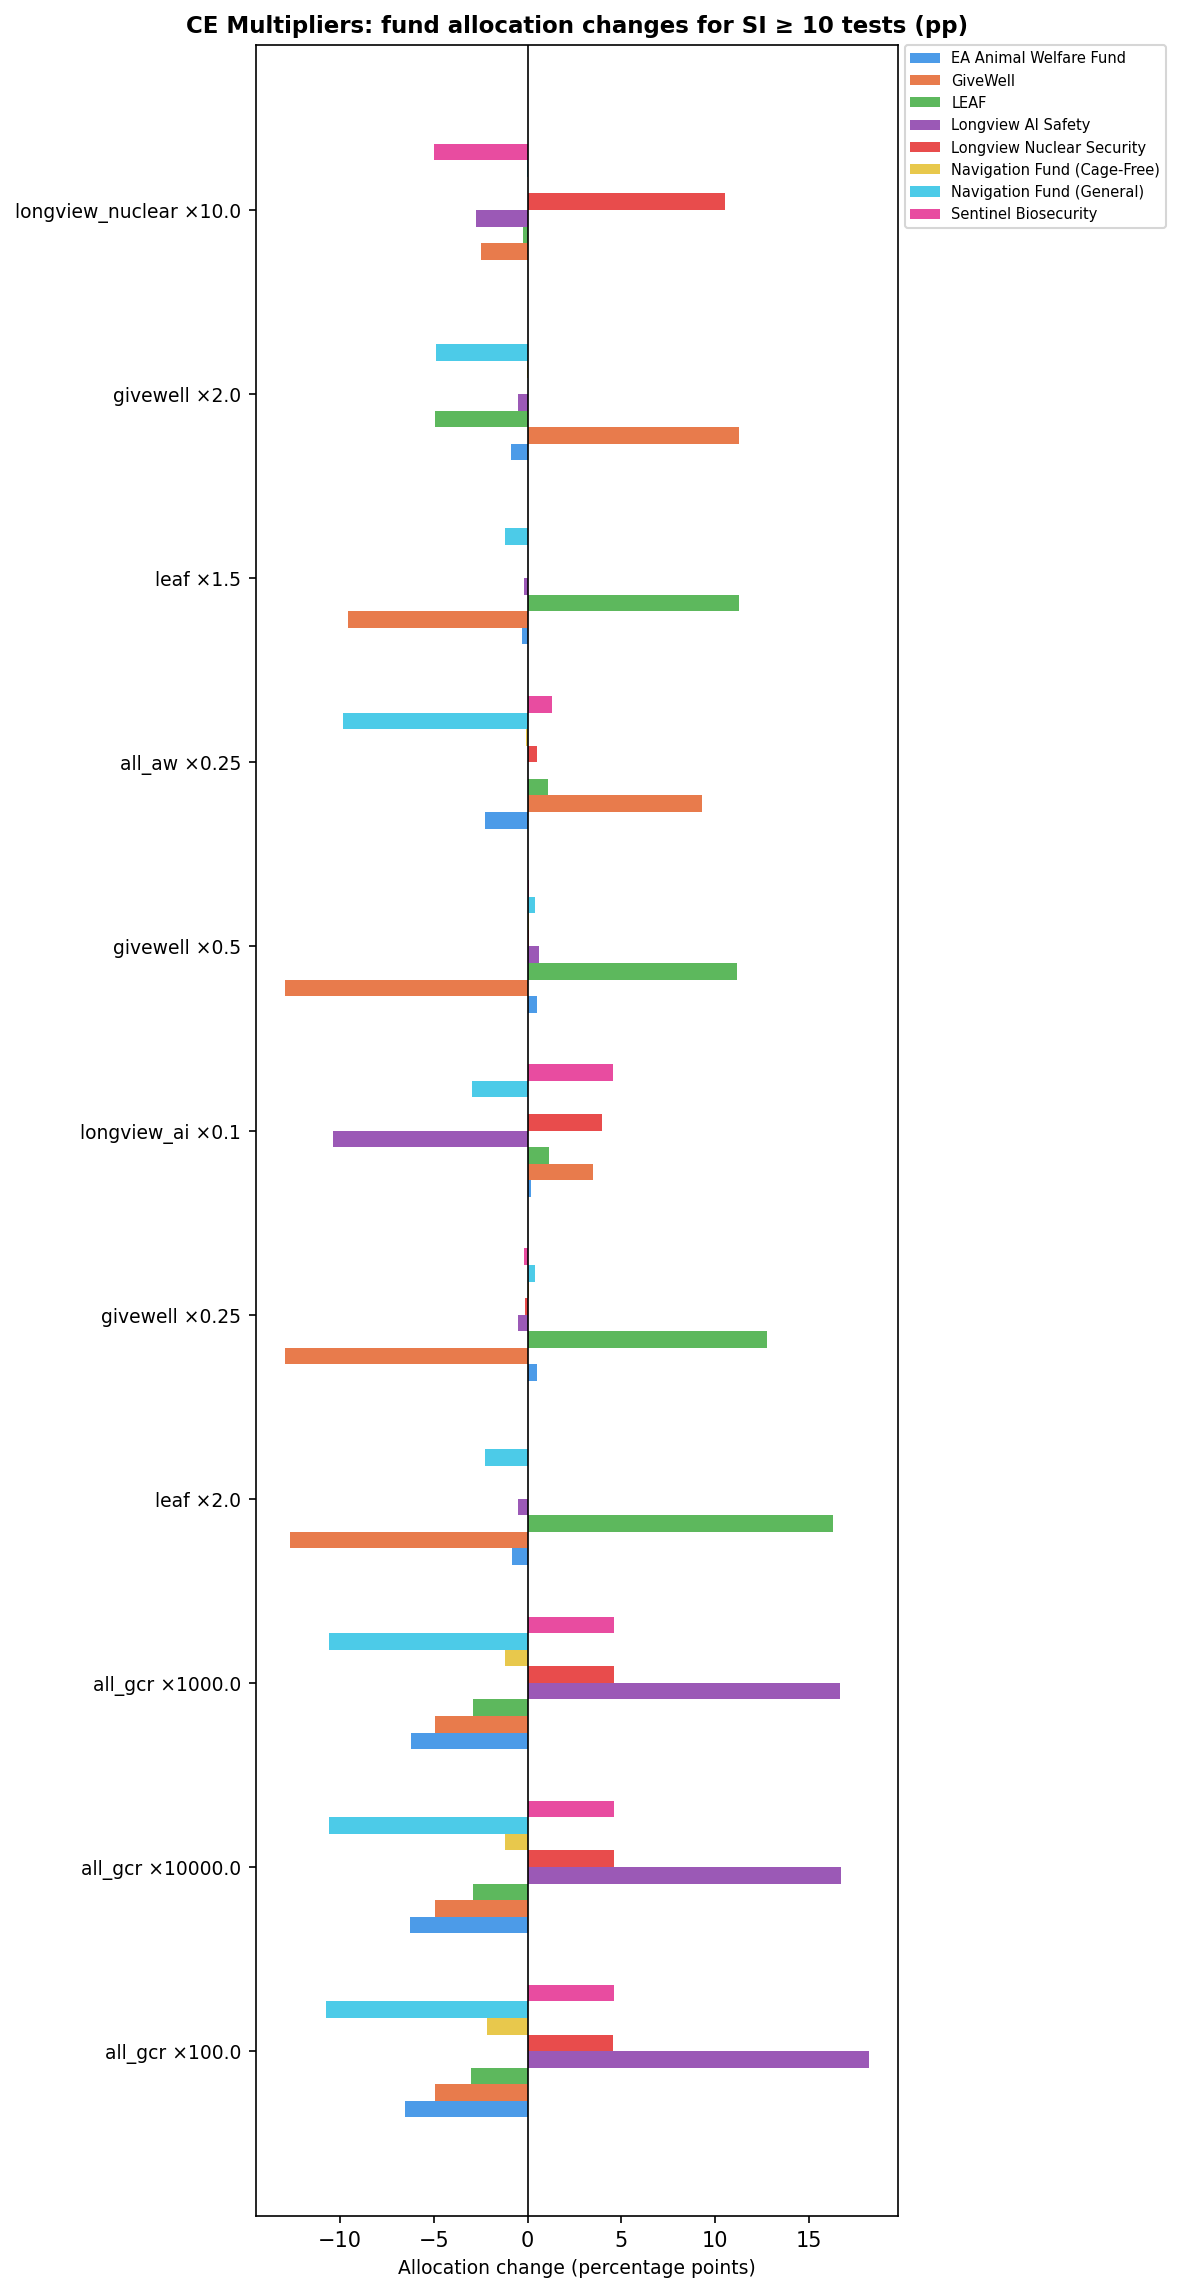 CE Multipliers: fund allocation changes for SI ≥ 10 tests (pp)
EA Animal Welfare Fund
GiveWell
LEAF
Longview AI Safety
Longview Nuclear Security
Navigation Fund (Cage-Free)
Navigation Fund (General)
Sentinel Biosecurity
longview_nuclear ×10.0
givewell ×2.0
leaf ×1.5
all_aw ×0.25
givewell ×0.5
longview_ai ×0.1
givewell ×0.25
leaf ×2.0
all_gcr ×1000.0
all_gcr ×10000.0
all_gcr ×100.0
−10 −5 0 5 10 15
Allocation change (percentage points)